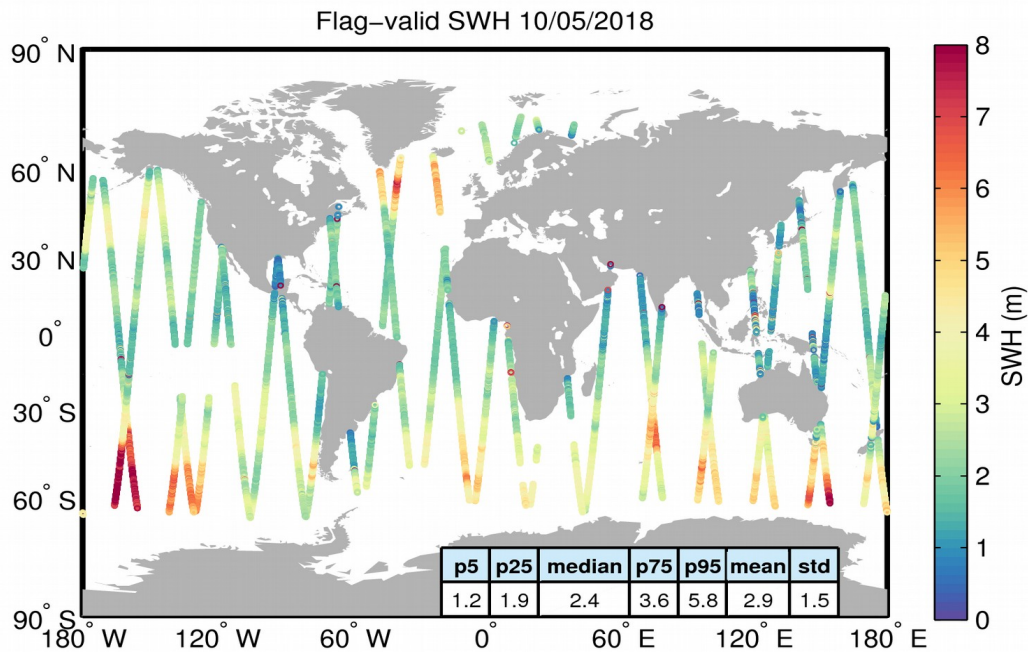 Flag−valid SWH 10/05/2018
90° N
60° N
30° N
0°
30° S
60° S
90° S
180° W
120° W
60° W
0°
60° E
120° E
180° E
p5 p25 median p75 p95 mean std
1.2 1.9 2.4 3.6 5.8 2.9 1.5
8
7
6
5
4
3
2
1
0
SWH (m)